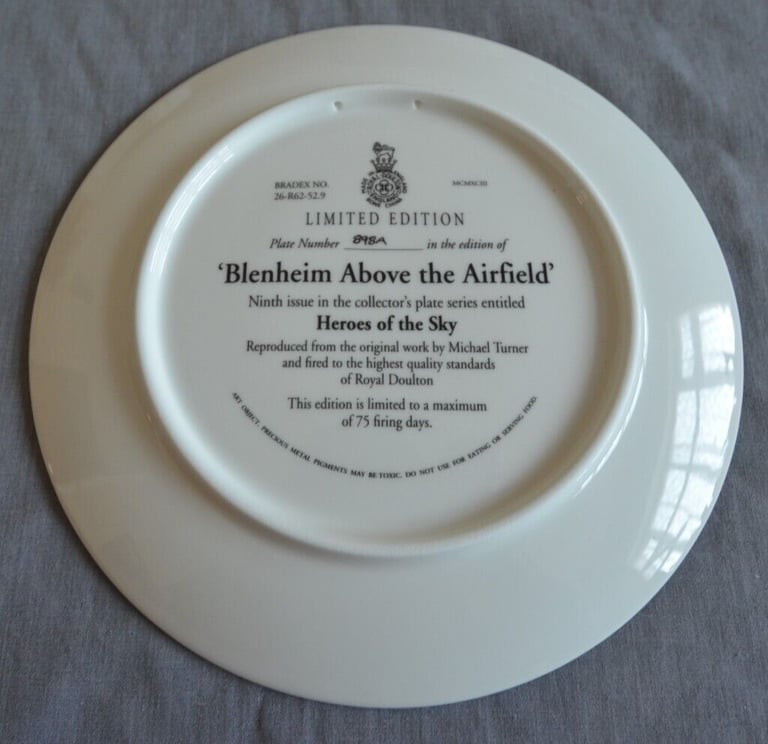 BRADEX NO.
26-R62-52.9
MCMXCIII
LIMITED EDITION
Plate Number 898A in the edition of
‘Blenheim Above the Airfield’
Ninth issue in the collector's plate series entitled
Heroes of the Sky
Reproduced from the original work by Michael Turner
and fired to the highest quality standards
of Royal Doulton
This edition is limited to a maximum
of 75 firing days.
ART OBJECT. PRECIOUS METAL PIGMENTS MAY BE TOXIC. DO NOT USE FOR EATING OR SERVING FOOD.